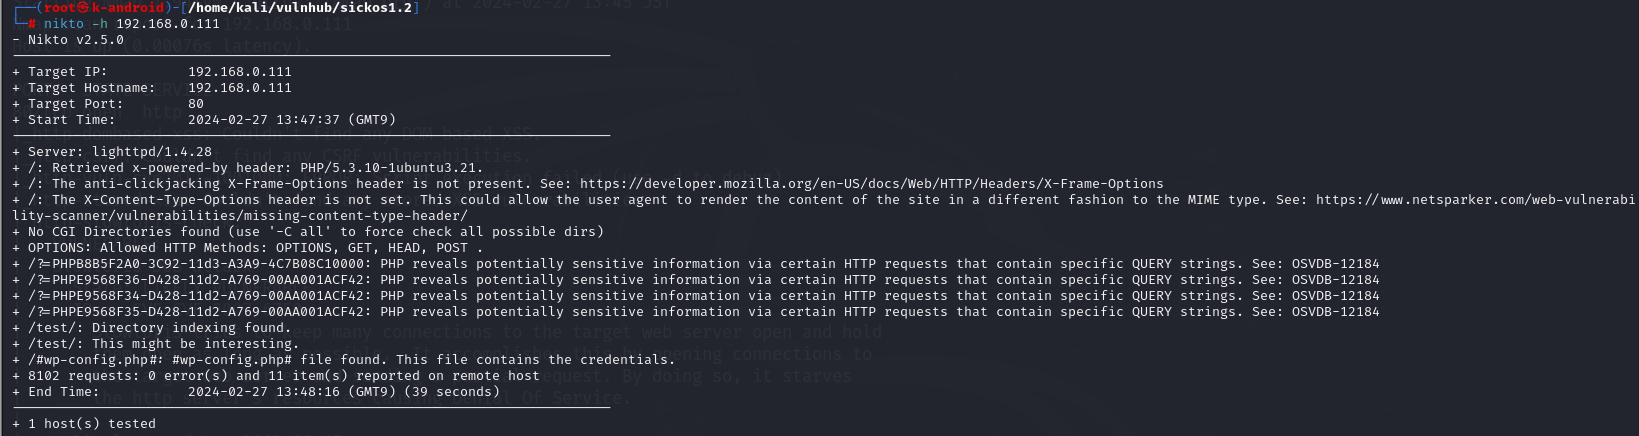 (root㉿k-android)-[/home/kali/vulnhub/sickos1.2]
# nikto -h 192.168.0.111
- Nikto v2.5.0
+ Target IP: 192.168.0.111
+ Target Hostname: 192.168.0.111
+ Target Port: 80
+ Start Time: 2024-02-27 13:47:37 (GMT9)
+ Server: lighttpd/1.4.28
+ /: Retrieved x-powered-by header: PHP/5.3.10-1ubuntu3.21.
+ /: The anti-clickjacking X-Frame-Options header is not present. See: https://developer.mozilla.org/en-US/docs/Web/HTTP/Headers/X-Frame-Options
+ /: The X-Content-Type-Options header is not set. This could allow the user agent to render the content of the site in a different fashion to the MIME type. See: https://www.netsparker.com/web-vulnerabi
lity-scanner/vulnerabilities/missing-content-type-header/
+ No CGI Directories found (use '-C all' to force check all possible dirs)
+ OPTIONS: Allowed HTTP Methods: OPTIONS, GET, HEAD, POST .
+ /?=PHPB8B5F2A0-3C92-11d3-A3A9-4C7B08C10000: PHP reveals potentially sensitive information via certain HTTP requests that contain specific QUERY strings. See: OSVDB-12184
+ /?=PHPE9568F36-D428-11d2-A769-00AA001ACF42: PHP reveals potentially sensitive information via certain HTTP requests that contain specific QUERY strings. See: OSVDB-12184
+ /?=PHPE9568F34-D428-11d2-A769-00AA001ACF42: PHP reveals potentially sensitive information via certain HTTP requests that contain specific QUERY strings. See: OSVDB-12184
+ /?=PHPE9568F35-D428-11d2-A769-00AA001ACF42: PHP reveals potentially sensitive information via certain HTTP requests that contain specific QUERY strings. See: OSVDB-12184
+ /test/: Directory indexing found.
+ /test/: This might be interesting.
+ /#wp-config.php#: #wp-config.php# file found. This file contains the credentials.
+ 8102 requests: 0 error(s) and 11 item(s) reported on remote host
+ End Time: 2024-02-27 13:48:16 (GMT9) (39 seconds)
+ 1 host(s) tested